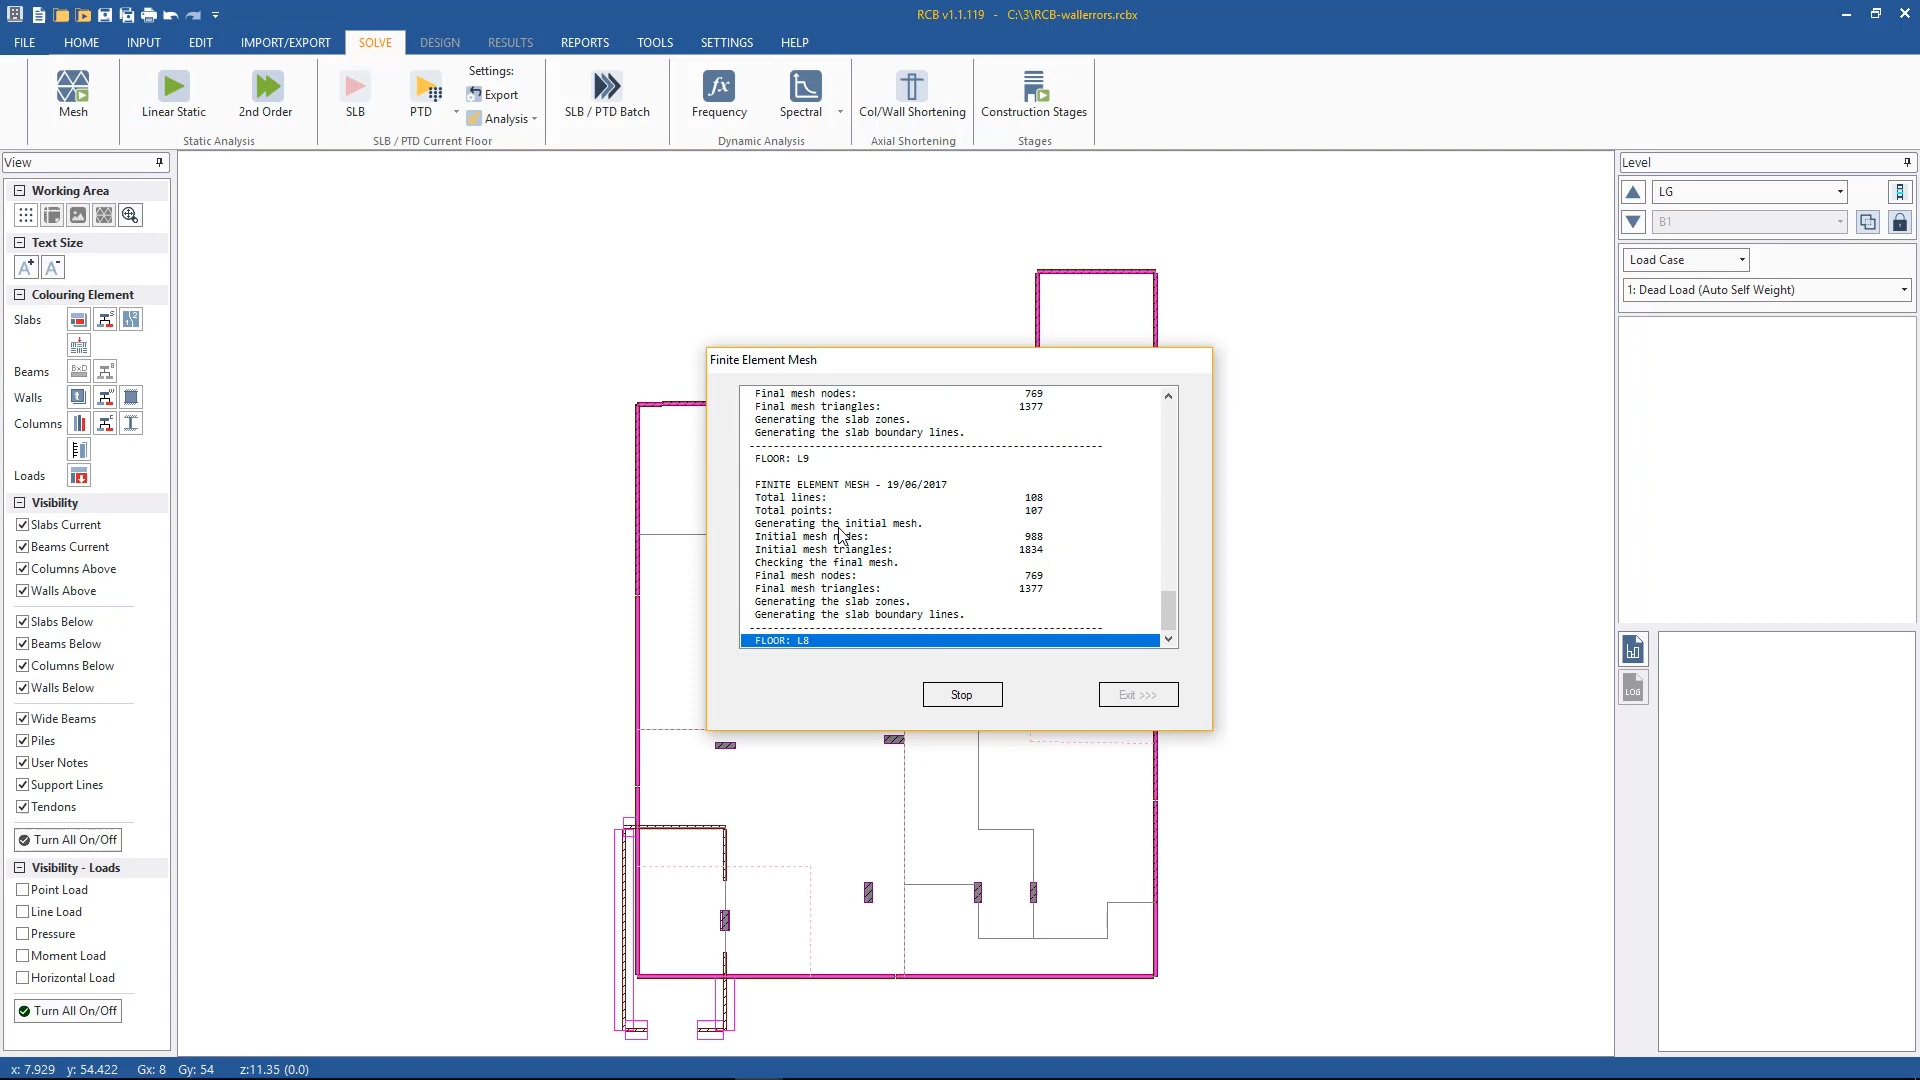 RCB v1.1.119 - C:\3\RCB-wallerrors.rcbx
FILE HOME INPUT EDIT IMPORT/EXPORT SOLVE DESIGN RESULTS REPORTS TOOLS SETTINGS HELP
Mesh
Linear Static
2nd Order
Static Analysis
SLB
PTD
Settings:
Export
Analysis
SLB / PTD Current Floor
SLB / PTD Batch
Frequency
Spectral
Dynamic Analysis
Col/Wall Shortening
Axial Shortening
Construction Stages
Stages
View
Working Area
Text Size
Colouring Element
Slabs
Beams
Walls
Columns
Loads
Visibility
Slabs Current
Beams Current
Columns Above
Walls Above
Slabs Below
Beams Below
Columns Below
Walls Below
Wide Beams
Piles
User Notes
Support Lines
Tendons
Turn All On/Off
Visibility - Loads
Point Load
Line Load
Pressure
Moment Load
Horizontal Load
Turn All On/Off
Finite Element Mesh
Final mesh nodes: 769
Final mesh triangles: 1377
Generating the slab zones.
Generating the slab boundary lines.
-----------------------------------------------------------
FLOOR: L9
FINITE ELEMENT MESH - 19/06/2017
Total lines: 108
Total points: 107
Generating the initial mesh.
Initial mesh nodes: 988
Initial mesh triangles: 1834
Checking the final mesh.
Final mesh nodes: 769
Final mesh triangles: 1377
Generating the slab zones.
Generating the slab boundary lines.
-----------------------------------------------------------
FLOOR: L8
Stop
Exit >>>
Level
LG
B1
Load Case
1: Dead Load (Auto Self Weight)
LOG
x: 7.929 y: 54.422 Gx: 8 Gy: 54 z:11.35 (0.0)